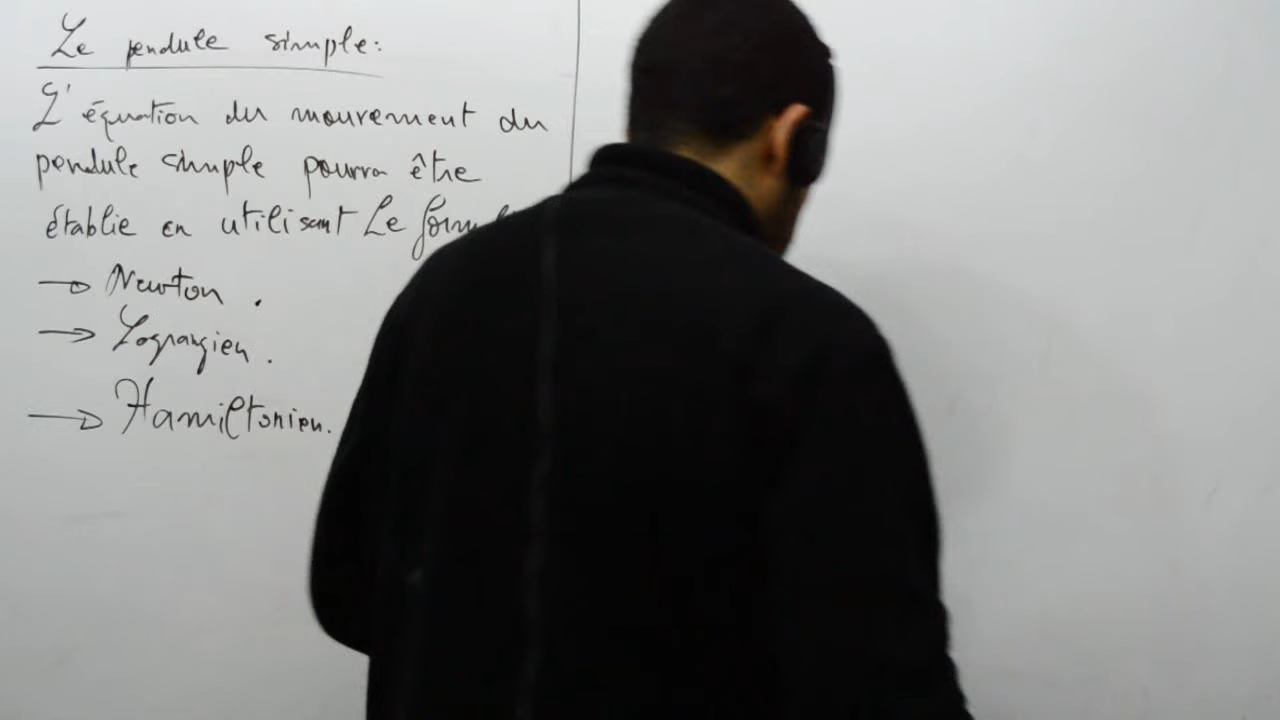 Le pendule simple:
L'équation du mouvement du
pendule simple pourra être
établie en utilisant Le
→ Newton.
→ Lagrangien.
→ Hamiltonien.